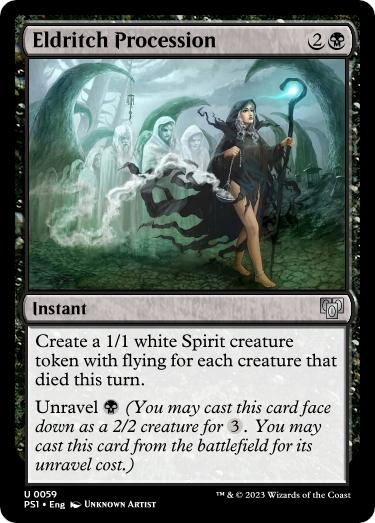 Eldritch Procession 2
Instant
Create a 1/1 white Spirit creature
token with flying for each creature that
died this turn.
Unravel (You may cast this card face
down as a 2/2 creature for 3. You may
cast this card from the battlefield for its
unravel cost.)
U 0059
PS1 • Eng Unknown Artist
™ & © 2023 Wizards of the Coast